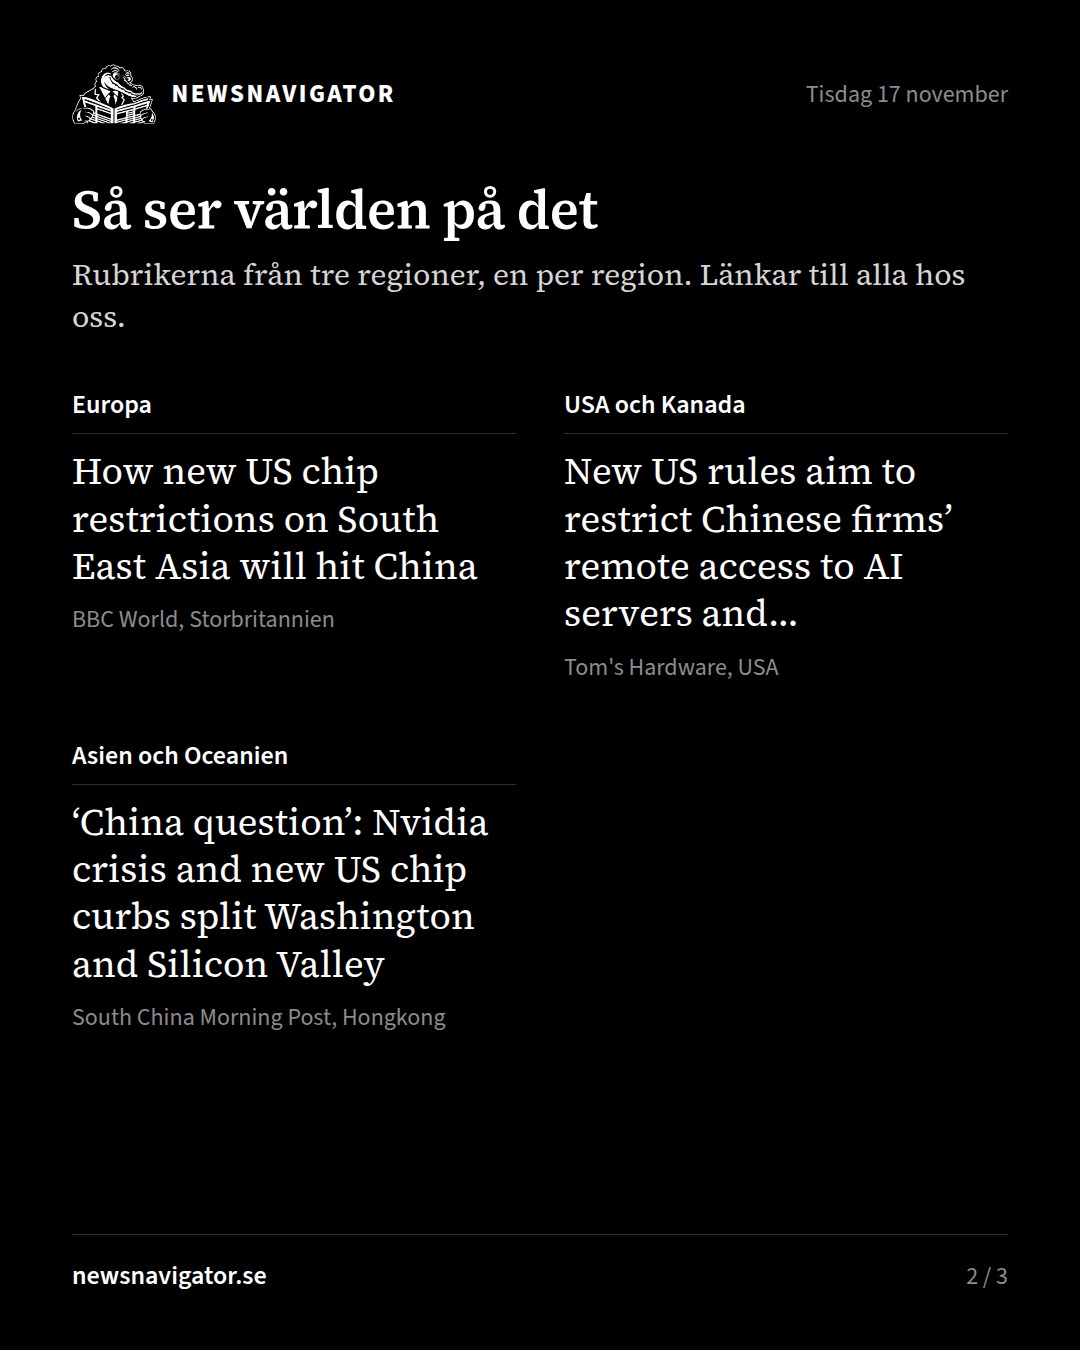 NEWSNAVIGATOR
Tisdag 17 november
Så ser världen på det
Rubrikerna från tre regioner, en per region. Länkar till alla hos
oss.
Europa
How new US chip
restrictions on South
East Asia will hit China
BBC World, Storbritannien
USA och Kanada
New US rules aim to
restrict Chinese firms’
remote access to AI
servers and...
Tom's Hardware, USA
Asien och Oceanien
‘China question’: Nvidia
crisis and new US chip
curbs split Washington
and Silicon Valley
South China Morning Post, Hongkong
newsnavigator.se
2 / 3